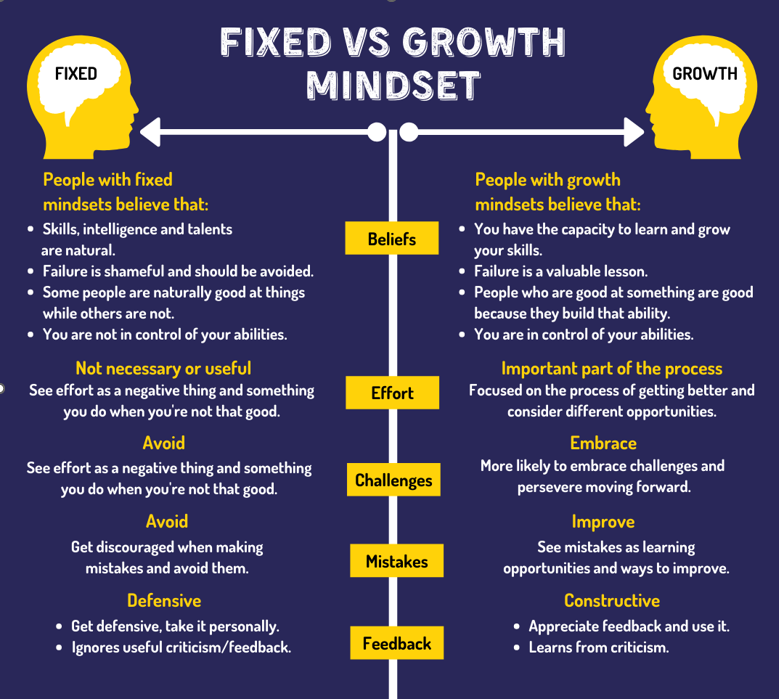 FIXED VS GROWTH
MINDSET
FIXED
GROWTH
People with fixed
mindsets believe that:
• Skills, intelligence and talents
are natural.
• Failure is shameful and should be avoided.
• Some people are naturally good at things
while others are not.
• You are not in control of your abilities.
Beliefs
People with growth
mindsets believe that:
• You have the capacity to learn and grow
your skills.
• Failure is a valuable lesson.
• People who are good at something are good
because they build that ability.
• You are in control of your abilities.
Not necessary or useful
See effort as a negative thing and something
you do when you're not that good.
Effort
Important part of the process
Focused on the process of getting better and
consider different opportunities.
Avoid
See effort as a negative thing and something
you do when you're not that good.
Challenges
Embrace
More likely to embrace challenges and
persevere moving forward.
Avoid
Get discouraged when making
mistakes and avoid them.
Mistakes
Improve
See mistakes as learning
opportunities and ways to improve.
Defensive
• Get defensive, take it personally.
• Ignores useful criticism/feedback.
Feedback
Constructive
• Appreciate feedback and use it.
• Learns from criticism.